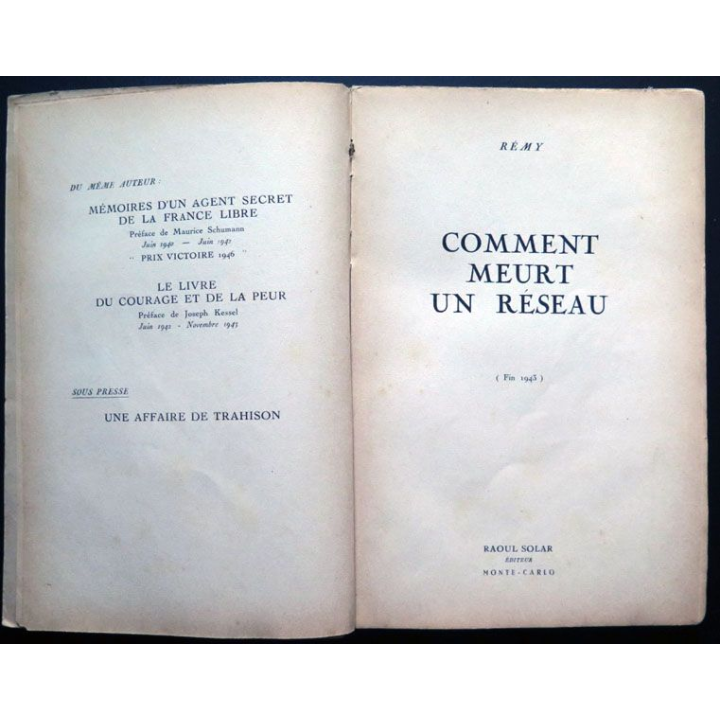 DU MÊME AUTEUR :
MÉMOIRES D'UN AGENT SECRET
DE LA FRANCE LIBRE
Préface de Maurice Schumann
Juin 1940 — Juin 1942
" PRIX VICTOIRE 1946 "
LE LIVRE
DU COURAGE ET DE LA PEUR
Préface de Joseph Kessel
Juin 1942 - Novembre 1943
SOUS PRESSE
UNE AFFAIRE DE TRAHISON
RÉMY
COMMENT
MEURT
UN RÉSEAU
( Fin 1943 )
RAOUL SOLAR
ÉDITEUR
MONTE-CARLO